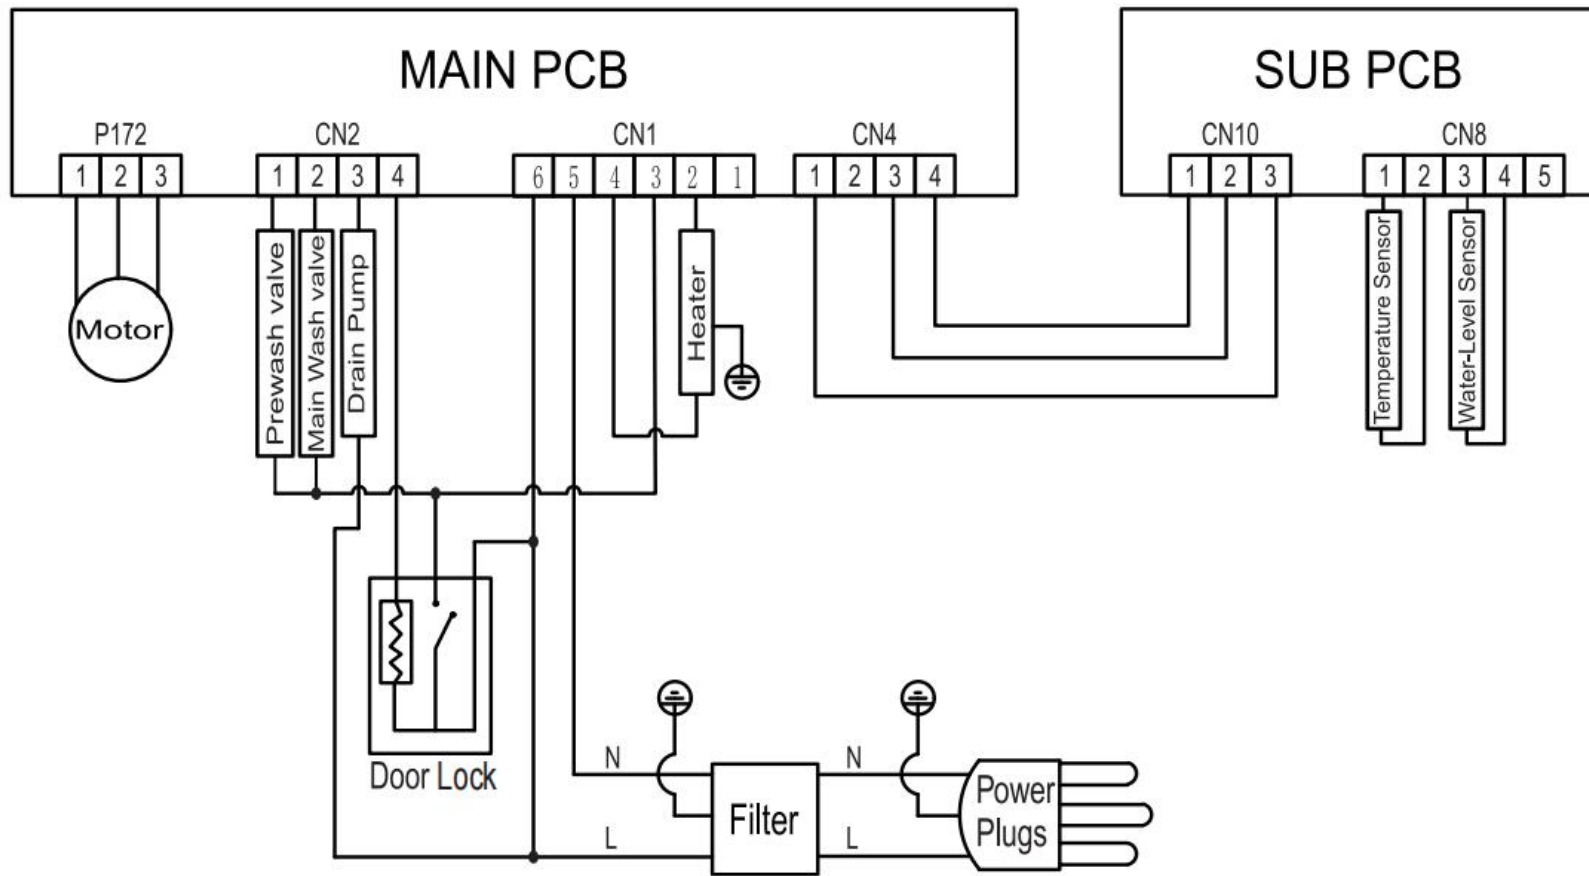 MAIN PCB
SUB PCB
P172
CN2
CN1
CN4
CN10
CN8
1 2 3
1 2 3 4
6 5 4 3 2 1
1 2 3 4
1 2 3
1 2 3 4 5
Prewash valve
Main Wash valve
Drain Pump
Heater
Temperature Sensor
Water-Level Sensor
Motor
Door Lock
N
N
Filter
Power
Plugs
L
L